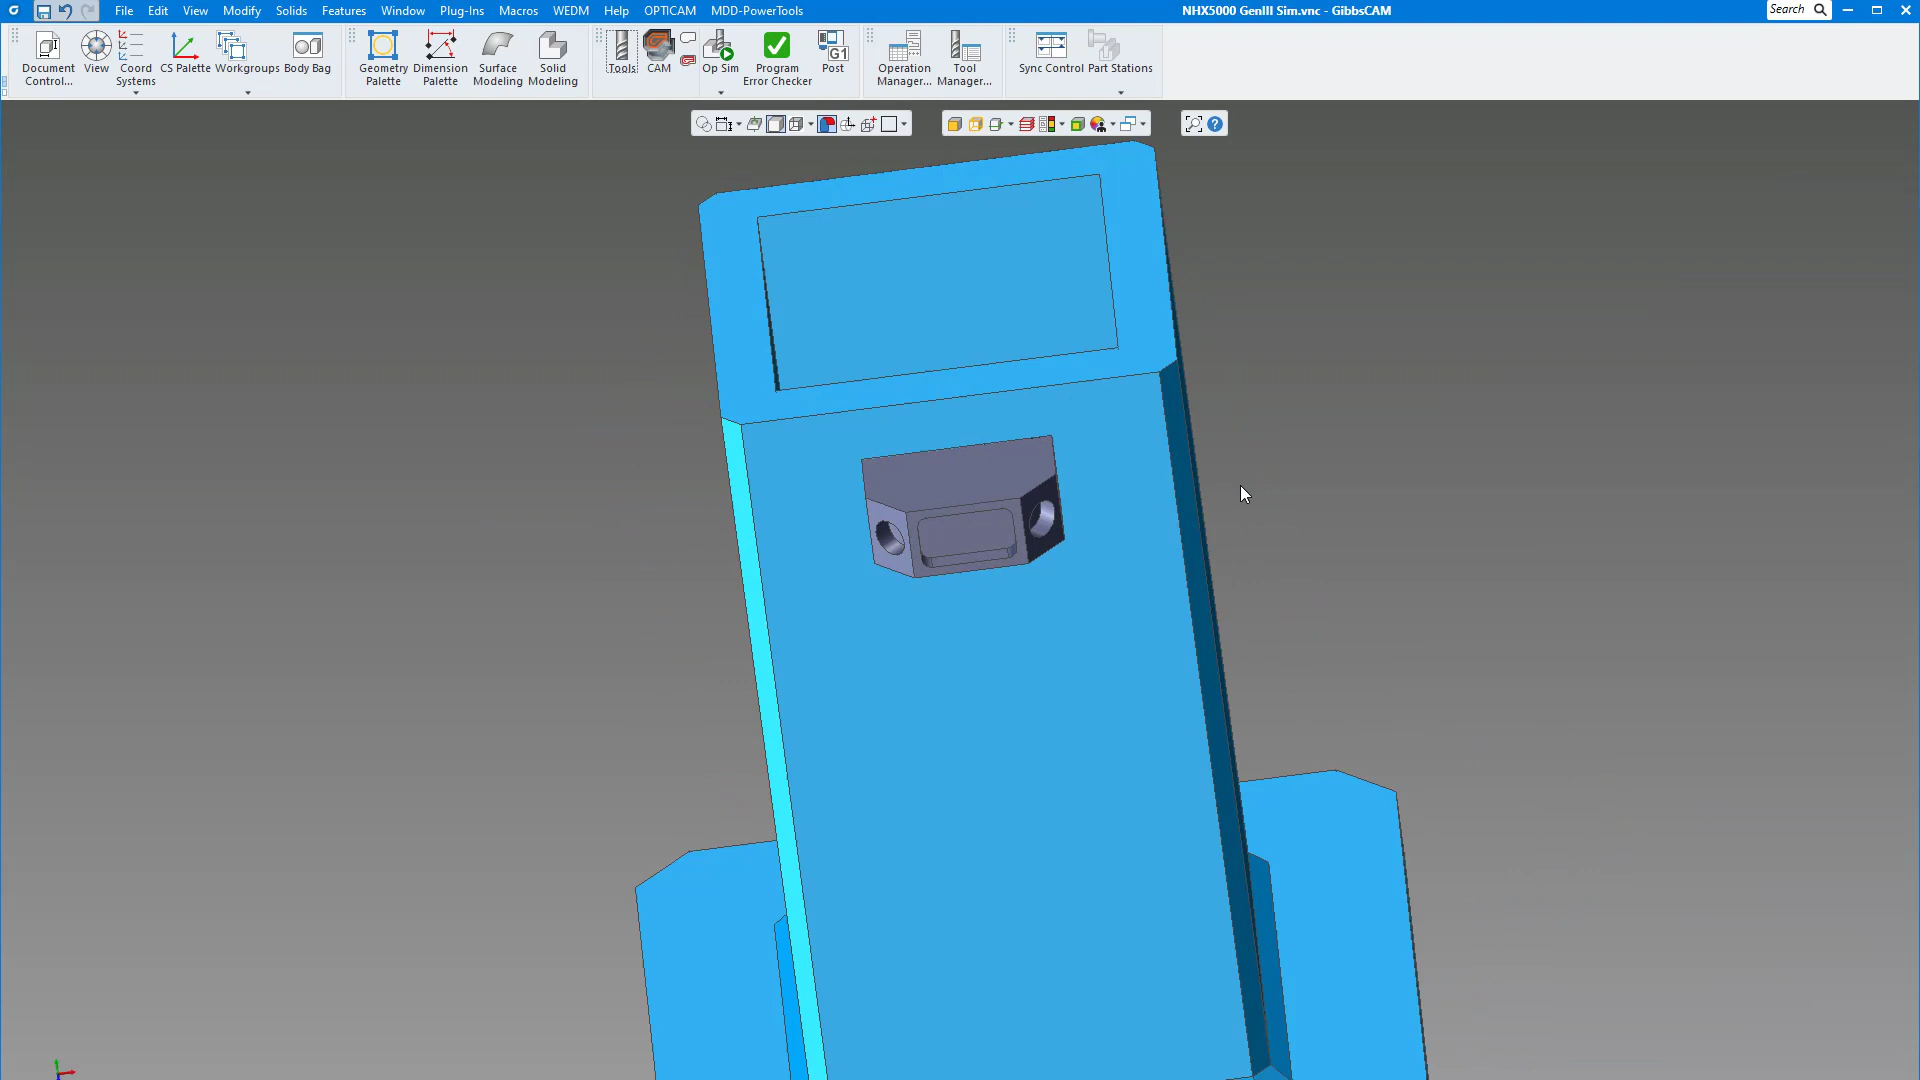 File Edit View Modify Solids Features Window Plug-Ins Macros WEDM Help OPTICAM MDD-PowerTools NHX5000 GenIII Sim.vnc - GibbsCAM Search
Document Control...
View
Coord Systems
CS Palette
Workgroups
Body Bag
Geometry Palette
Dimension Palette
Surface Modeling
Solid Modeling
Tools
CAM
Op Sim
Program Error Checker
G1
Post
Operation Manager...
Tool Manager...
Sync Control
Part Stations